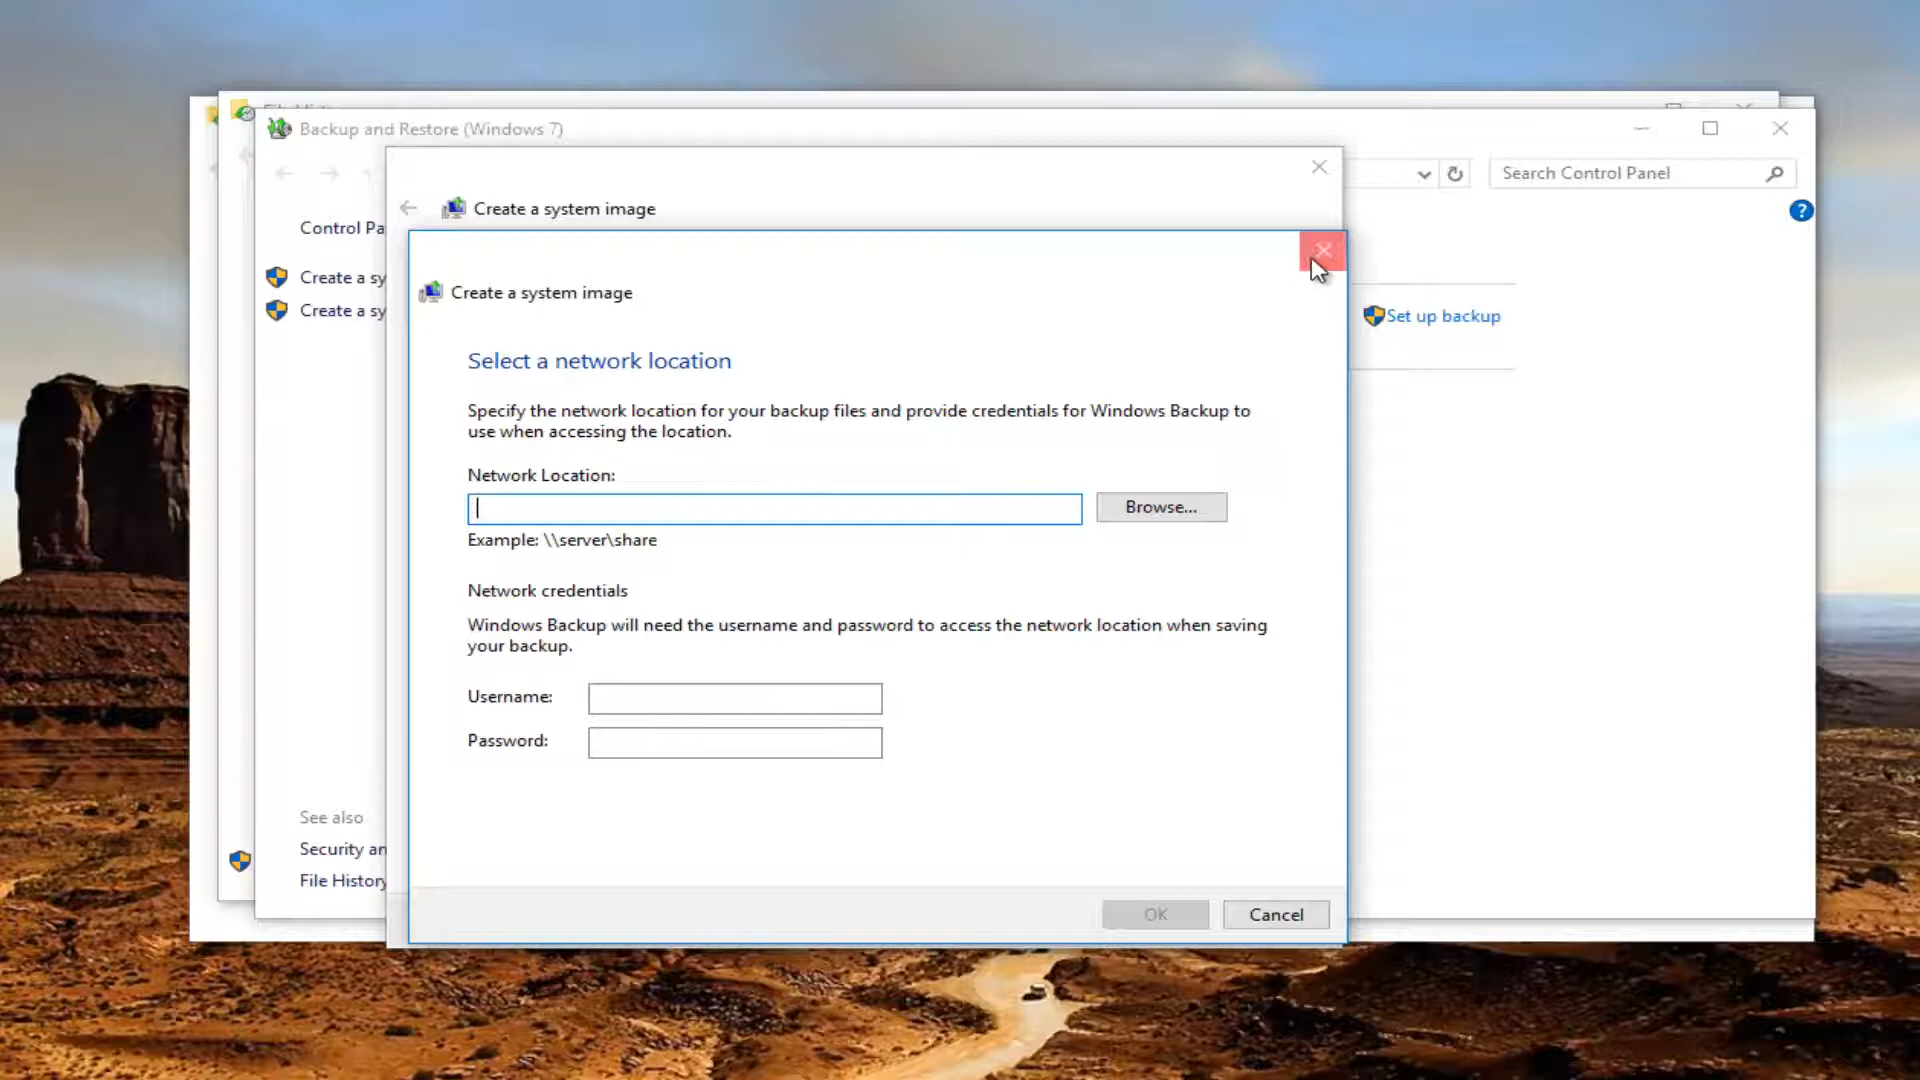 Backup and Restore (Windows 7)
Search Control Panel
Create a system image
Control Pa
Create a sy
Create a sy
Set up backup
Create a system image
Select a network location
Specify the network location for your backup files and provide credentials for Windows Backup to
use when accessing the location.
Network Location:
Browse...
Example: \\server\share
Network credentials
Windows Backup will need the username and password to access the network location when saving
your backup.
Username:
Password:
See also
Security an
File History
OK
Cancel